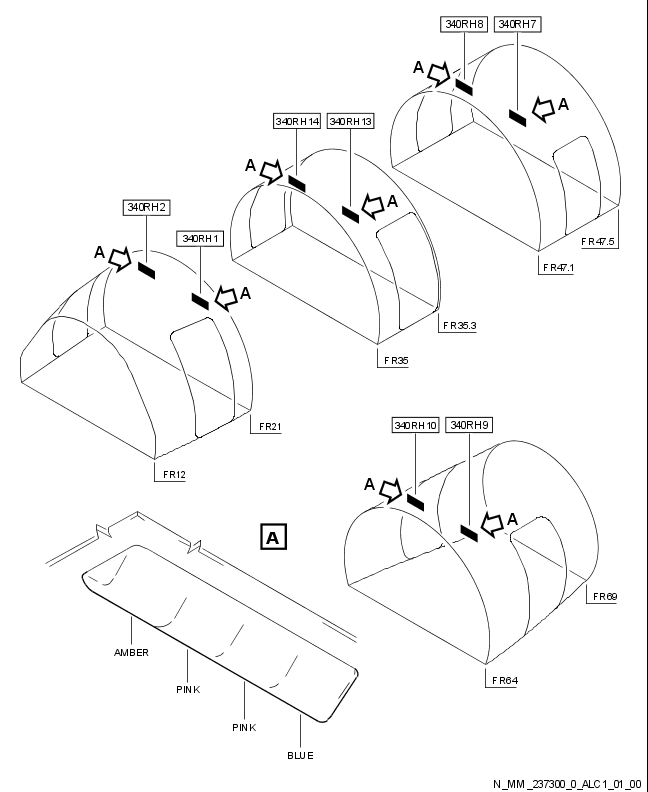 340RH8
340RH7
A
A
FR47.5
FR47.1
340RH14
340RH13
A
A
FR35.3
FR35
340RH2
340RH1
A
A
FR21
FR12
340RH10
340RH9
A
A
FR69
FR64
A
AMBER
PINK
PINK
BLUE
N_MM_237300_0_ALC1_01_00